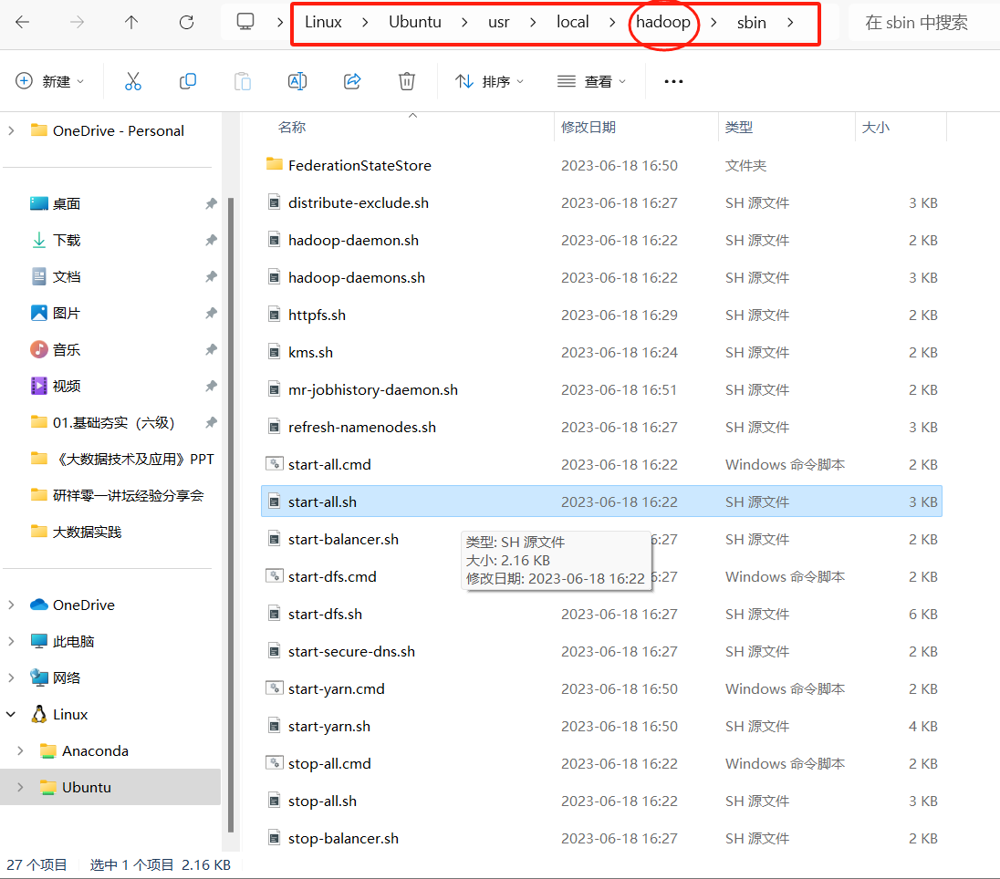 Linux > Ubuntu > usr > local > hadoop > sbin >
在 sbin 中搜索
新建
排序
查看
名称 修改日期 类型 大小
OneDrive - Personal
桌面
下载
文档
图片
音乐
视频
01.基础夯实（六级）
《大数据技术及应用》PPT
研祥零一讲坛经验分享会
大数据实践
OneDrive
此电脑
网络
Linux
Anaconda
Ubuntu
FederationStateStore 2023-06-18 16:50 文件夹
distribute-exclude.sh 2023-06-18 16:27 SH 源文件 3 KB
hadoop-daemon.sh 2023-06-18 16:22 SH 源文件 2 KB
hadoop-daemons.sh 2023-06-18 16:22 SH 源文件 3 KB
httpfs.sh 2023-06-18 16:29 SH 源文件 2 KB
kms.sh 2023-06-18 16:24 SH 源文件 2 KB
mr-jobhistory-daemon.sh 2023-06-18 16:51 SH 源文件 2 KB
refresh-namenodes.sh 2023-06-18 16:27 SH 源文件 2 KB
start-all.cmd 2023-06-18 16:22 Windows 命令脚本 2 KB
start-all.sh 2023-06-18 16:22 SH 源文件 3 KB
start-balancer.sh 6:27 SH 源文件 2 KB
start-dfs.cmd 6:27 Windows 命令脚本 2 KB
类型: SH 源文件
大小: 2.16 KB
修改日期: 2023-06-18 16:22
start-dfs.sh 2023-06-18 16:27 SH 源文件 6 KB
start-secure-dns.sh 2023-06-18 16:27 SH 源文件 2 KB
start-yarn.cmd 2023-06-18 16:50 Windows 命令脚本 2 KB
start-yarn.sh 2023-06-18 16:50 SH 源文件 4 KB
stop-all.cmd 2023-06-18 16:22 Windows 命令脚本 2 KB
stop-all.sh 2023-06-18 16:22 SH 源文件 3 KB
stop-balancer.sh 2023-06-18 16:27 SH 源文件 2 KB
27 个项目 选中 1 个项目 2.16 KB